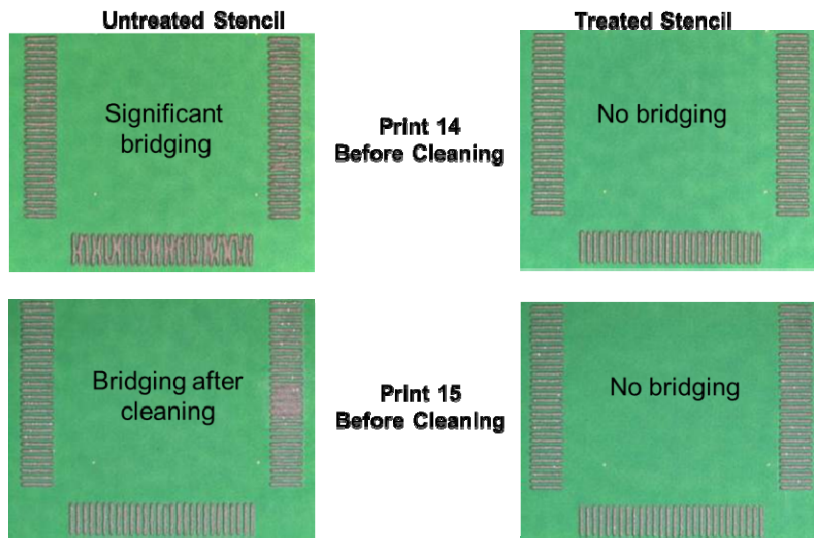 Untreated Stencil
Treated Stencil
Significant
bridging
Print 14
Before Cleaning
No bridging
Bridging after
cleaning
Print 15
Before Cleaning
No bridging